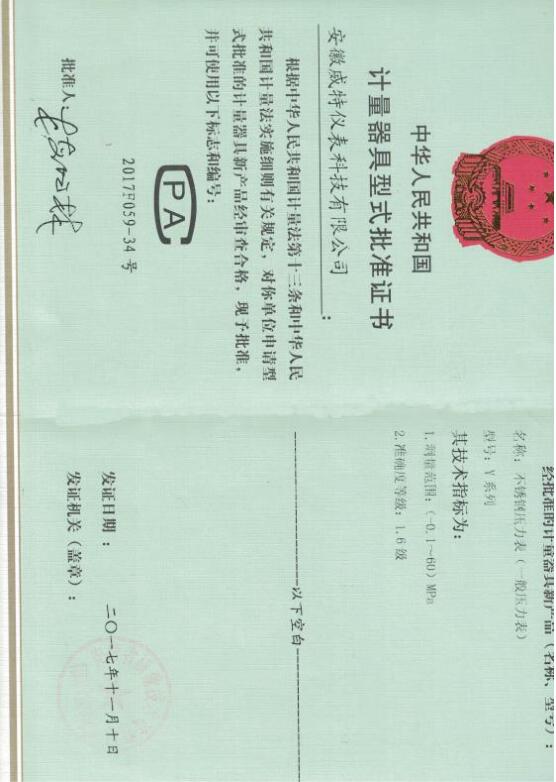 中华人民共和国
计量器具型式批准证书
安徽威特仪表科技有限公司：
根据中华人民共和国计量法第十三条和中华人民
共和国计量法实施细则有关规定，对你单位申请型
式批准的计量器具新产品经审查合格，现予批准，
并可使用以下标志和编号：
PA
2017F059-34 号
批准人：
经批准的计量器具新产品（名称、型号）：
名称：不锈钢压力表（一般压力表）
型号：Y系列
其技术指标为：
1.测量范围：（-0.1～60）MPa
2.准确度等级：1.6 级
以下空白
发证日期：
二〇一七年十一月十日
发证机关（盖章）：